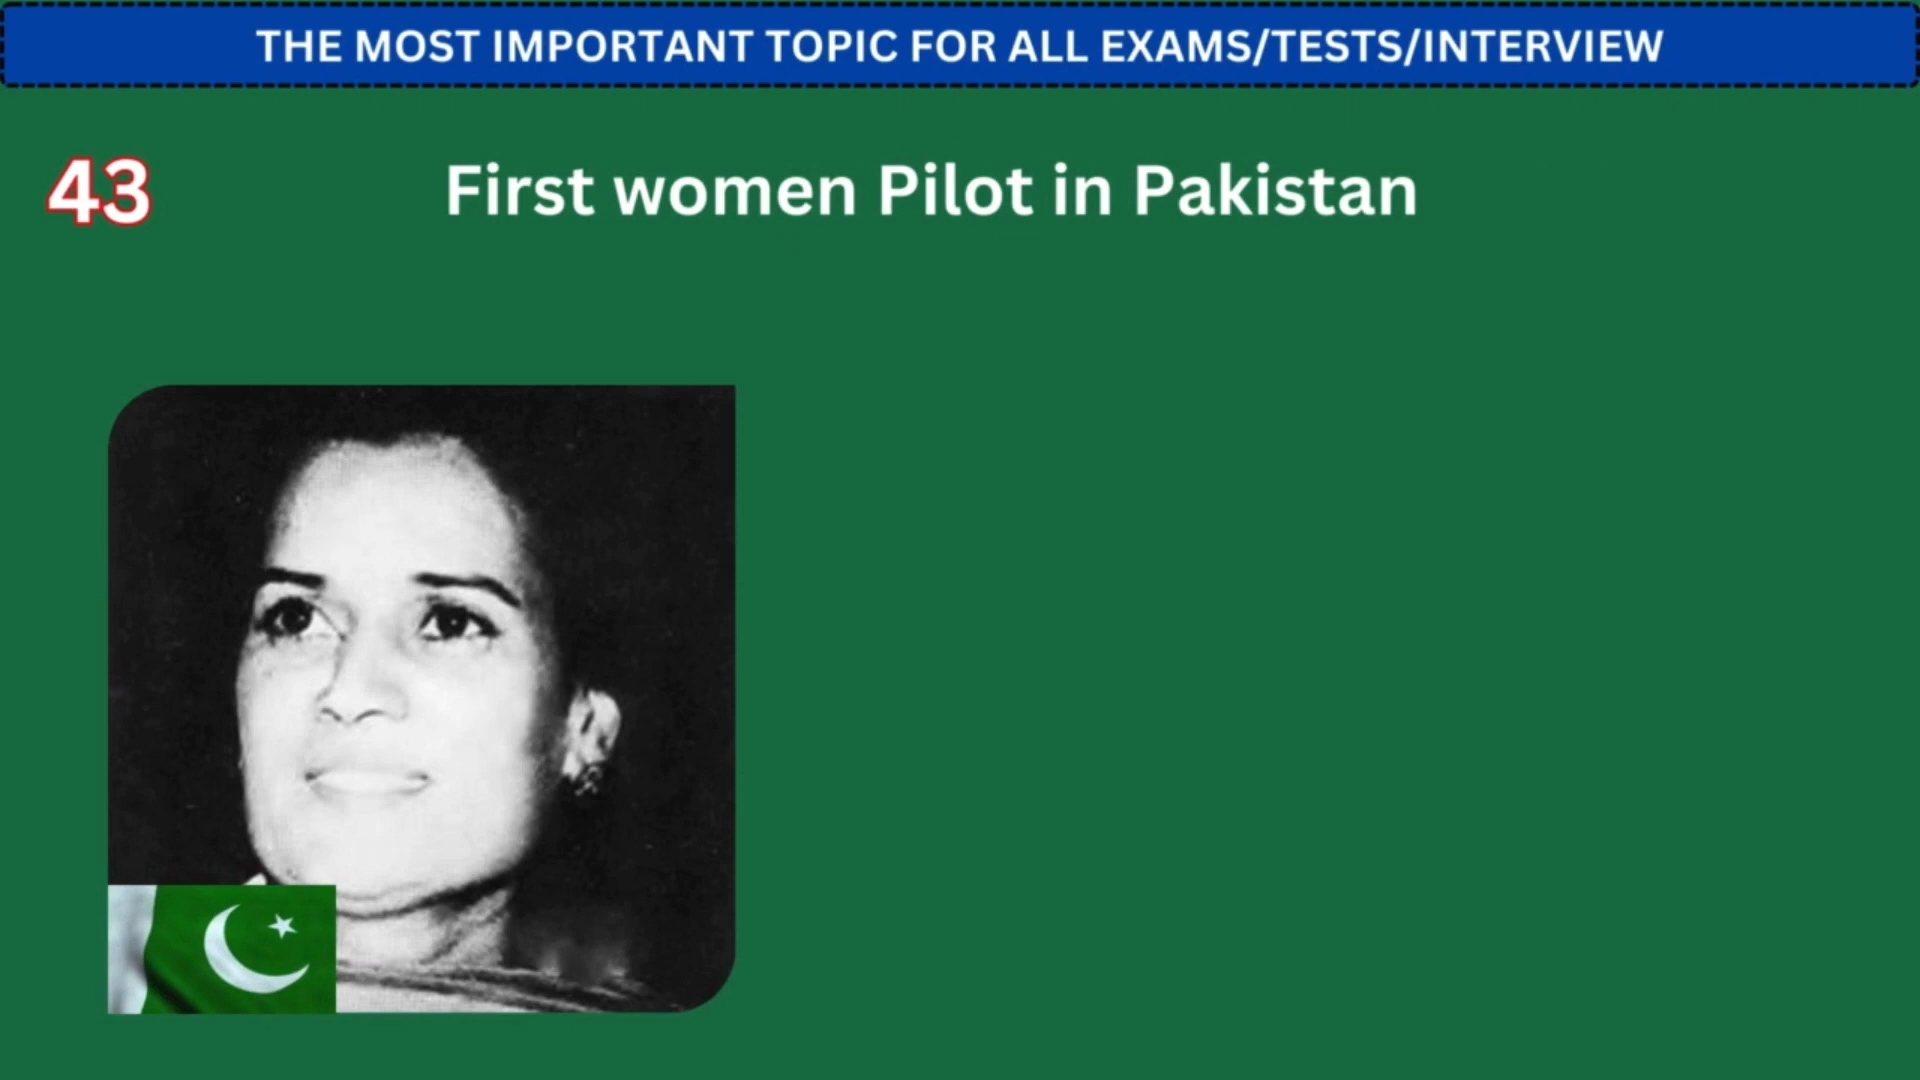 THE MOST IMPORTANT TOPIC FOR ALL EXAMS/TESTS/INTERVIEW
43
First women Pilot in Pakistan